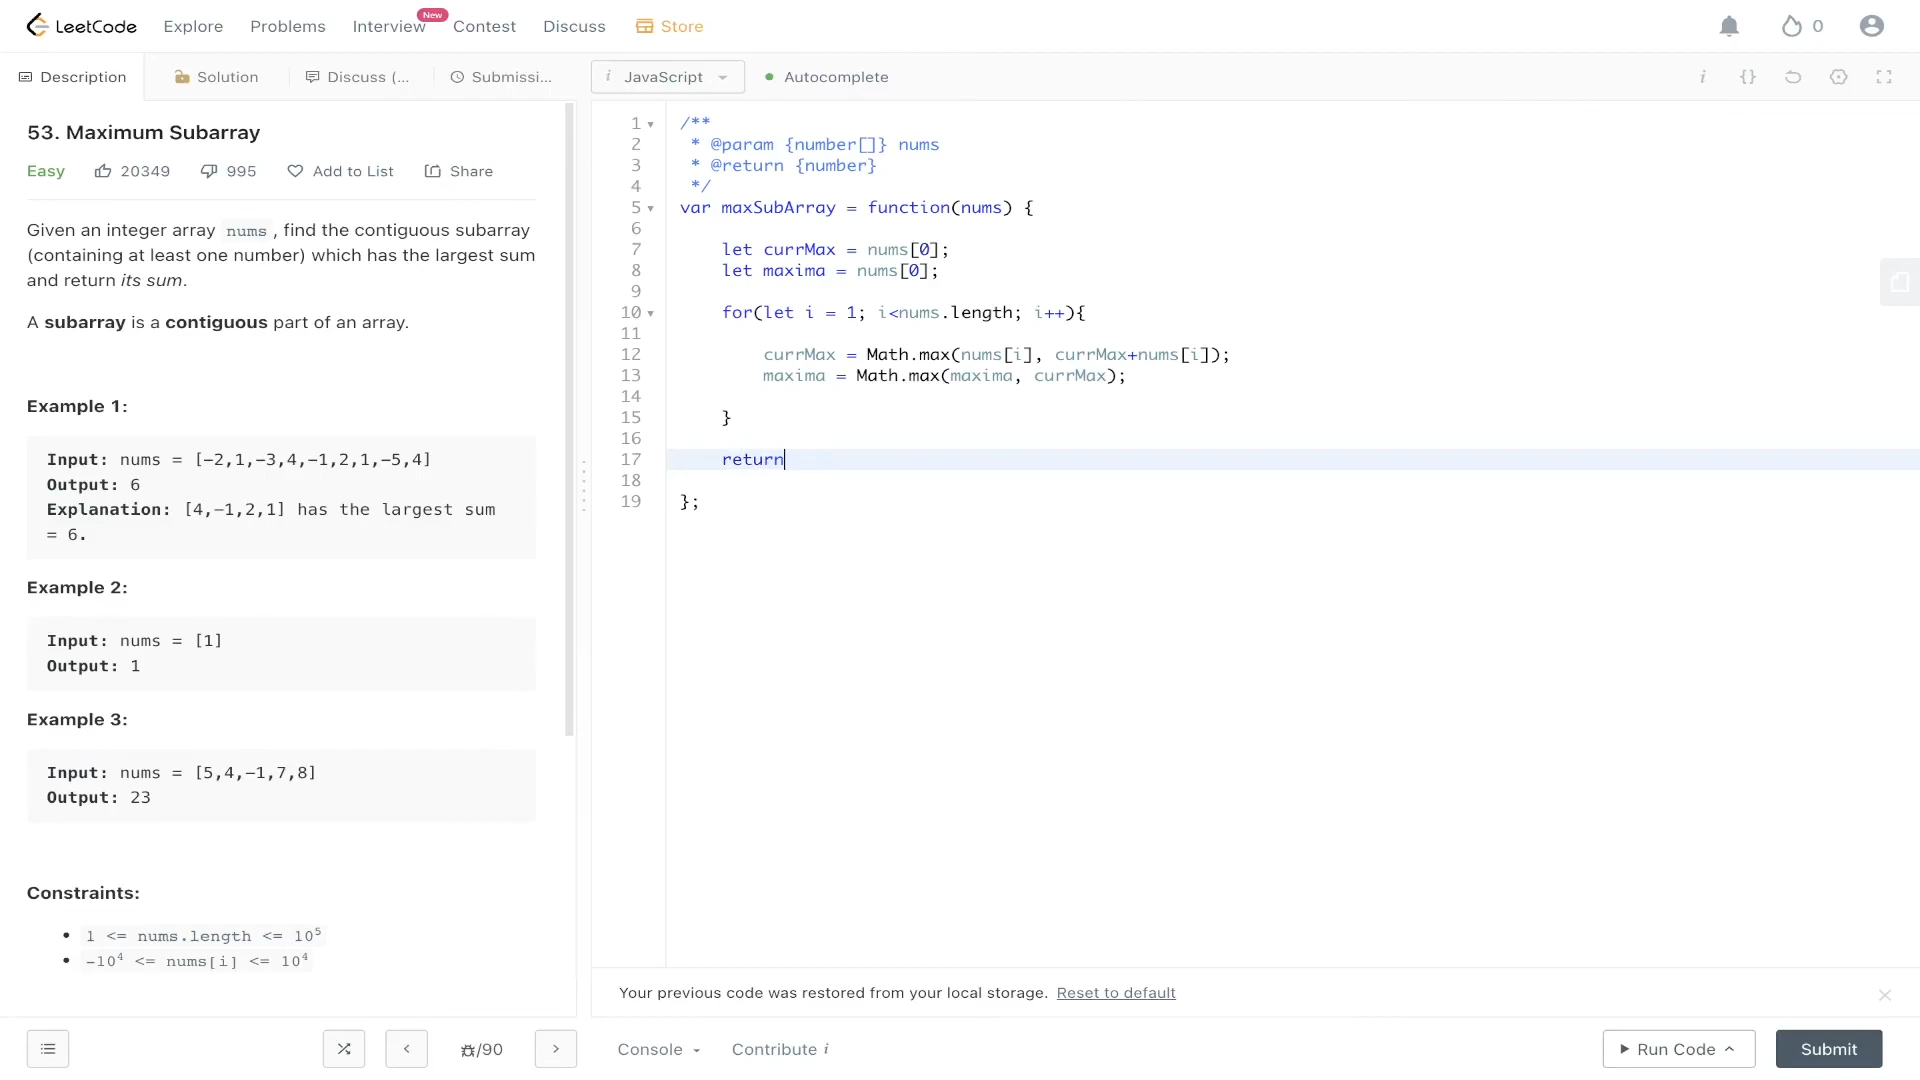 LeetCode Explore Problems Interview New Contest Discuss Store 0
Description Solution Discuss (... Submissi... i JavaScript Autocomplete i {}
53. Maximum Subarray
Easy 20349 995 Add to List Share
Given an integer array nums , find the contiguous subarray
(containing at least one number) which has the largest sum
and return its sum.
A subarray is a contiguous part of an array.
Example 1:
Input: nums = [-2,1,-3,4,-1,2,1,-5,4]
Output: 6
Explanation: [4,-1,2,1] has the largest sum
= 6.
Example 2:
Input: nums = [1]
Output: 1
Example 3:
Input: nums = [5,4,-1,7,8]
Output: 23
Constraints:
• 1 <= nums.length <= 10⁵
• -10⁴ <= nums[i] <= 10⁴
1 /**
2 * @param {number[]} nums
3 * @return {number}
4 */
5 var maxSubArray = function(nums) {
6
7 let currMax = nums[0];
8 let maxima = nums[0];
9
10 for(let i = 1; i<nums.length; i++){
11
12 currMax = Math.max(nums[i], currMax+nums[i]);
13 maxima = Math.max(maxima, currMax);
14
15 }
16
17 return
18
19 };
Your previous code was restored from your local storage. Reset to default
/90 Console Contribute i Run Code Submit